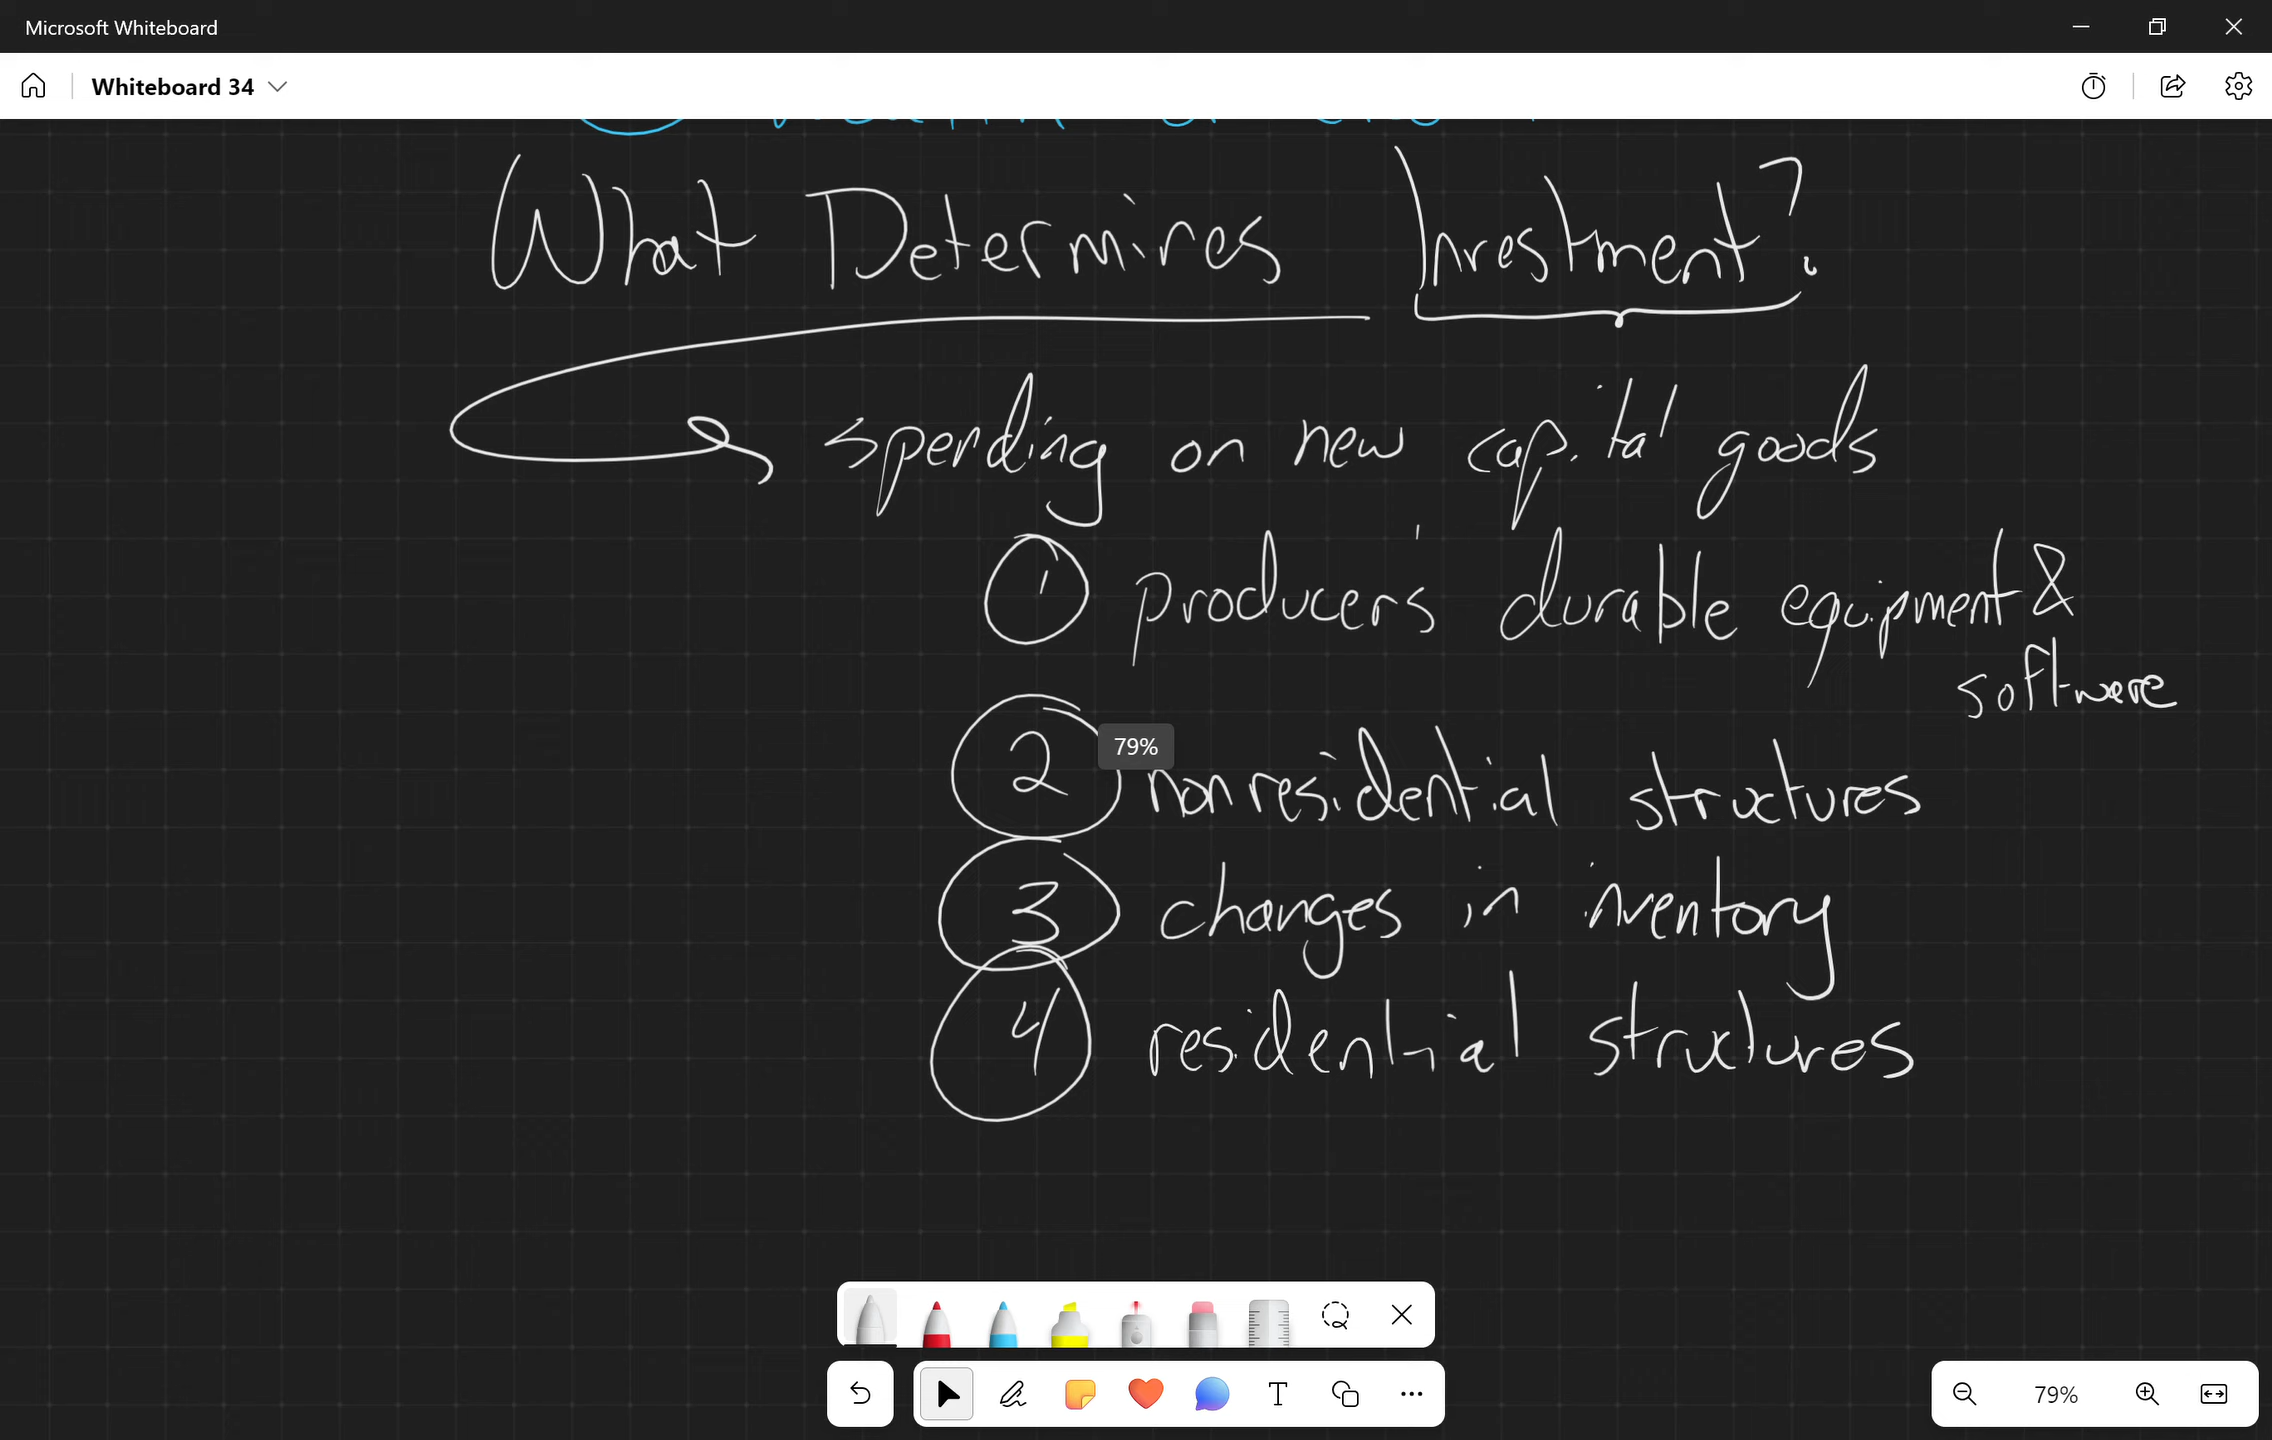 Microsoft Whiteboard
Whiteboard 34
What Determines Investment?
spending on new capital goods
1 producer's durable equipment &
software
79%
2 nonresidential structures
3 changes in inventory
4 residential structures
T
79%